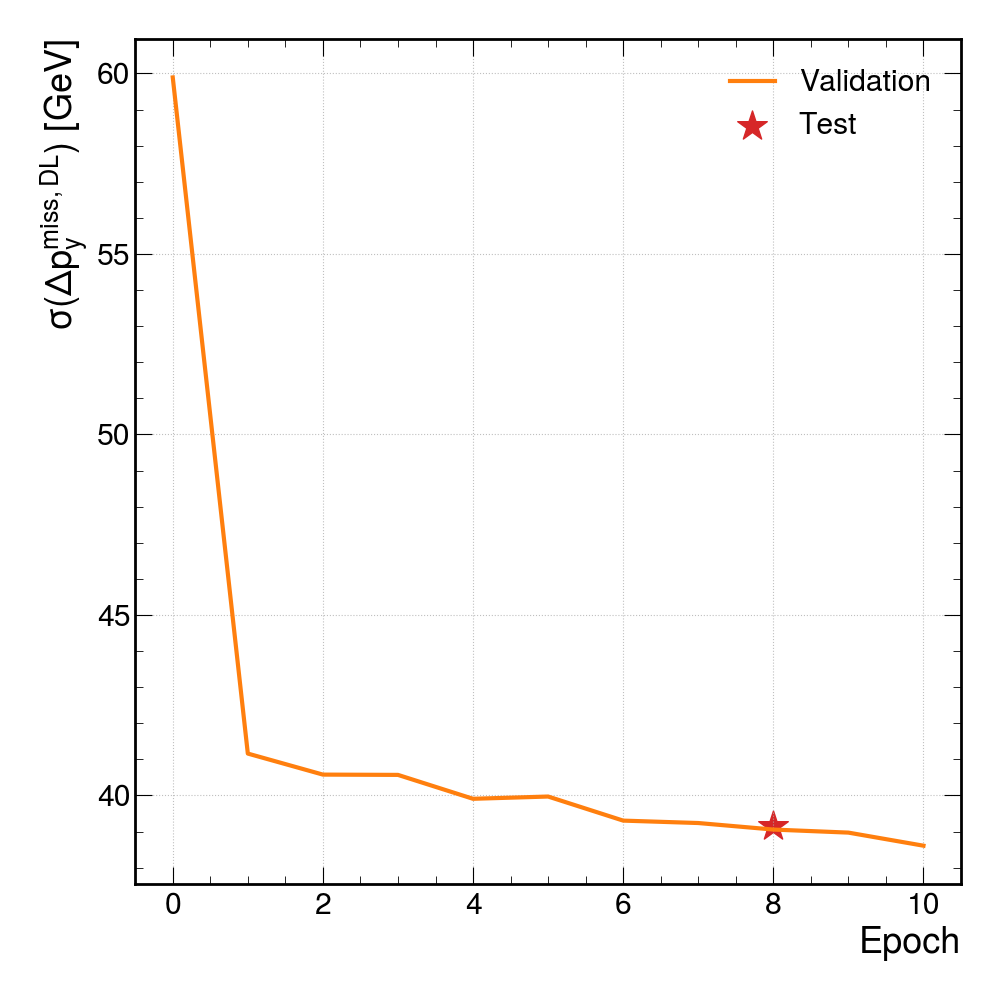 σ(Δp_y^{miss, DL}) [GeV]
60
55
50
45
40
Validation
Test
0 2 4 6 8 10
Epoch